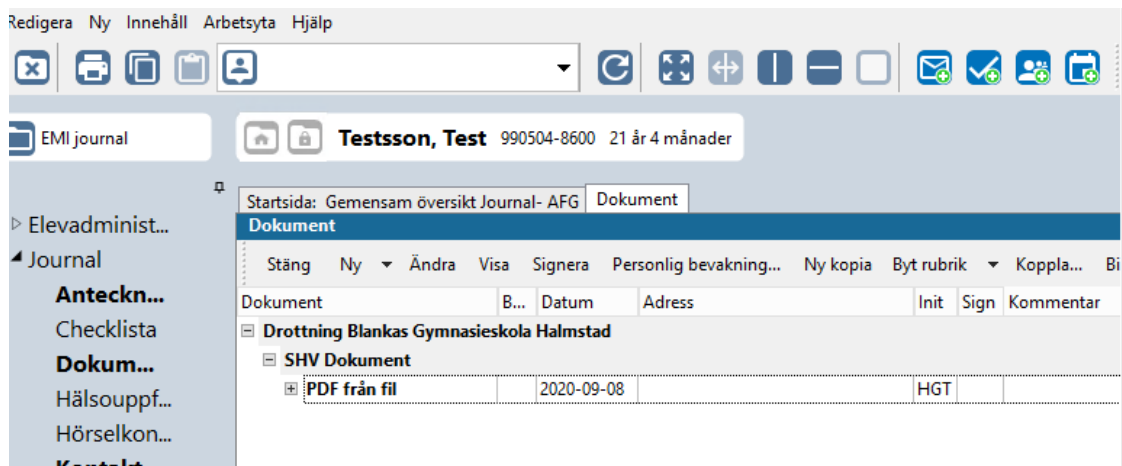 Redigera Ny Innehåll Arbetsyta Hjälp
EMI journal
Testsson, Test 990504-8600 21 år 4 månader
Startsida: Gemensam översikt Journal- AFG Dokument
Dokument
Elevadminist...
Journal
Anteckn...
Checklista
Dokum...
Hälsouppf...
Hörselkon...
Kontakt
Stäng Ny Ändra Visa Signera Personlig bevakning... Ny kopia Byt rubrik Koppla... Bi
Dokument B... Datum Adress Init Sign Kommentar
Drottning Blankas Gymnasieskola Halmstad
SHV Dokument
PDF från fil 2020-09-08 HGT